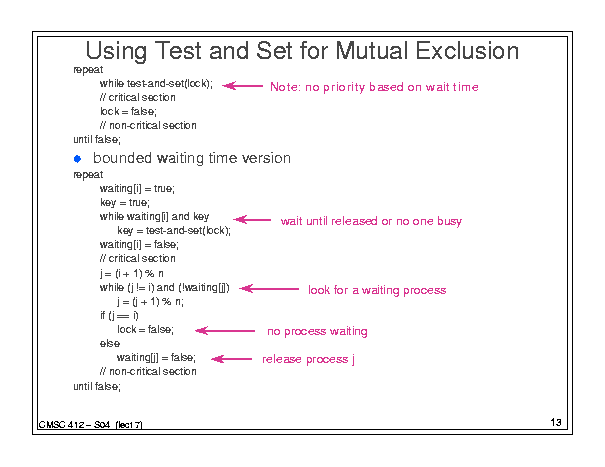 Using Test and Set for Mutual Exclusion
repeat
while test-and-set(lock);
Note: no priority based on wait time
// critical section
lock = false;
// non-critical section
until false;
bounded waiting time version
repeat
waiting[i] = true;
key = true;
while waiting[i] and key
wait until released or no one busy
key = test-and-set(lock);
waiting[i] = false;
// critical section
j = (i + 1) % n
while (j != i) and (!waiting[j])
look for a waiting process
j = (j + 1) % n;
if (j == i)
lock = false;
no process waiting
else
waiting[j] = false;
release process j
// non-critical section
until false;
CMSC 412 – S04 (lect 7)
13